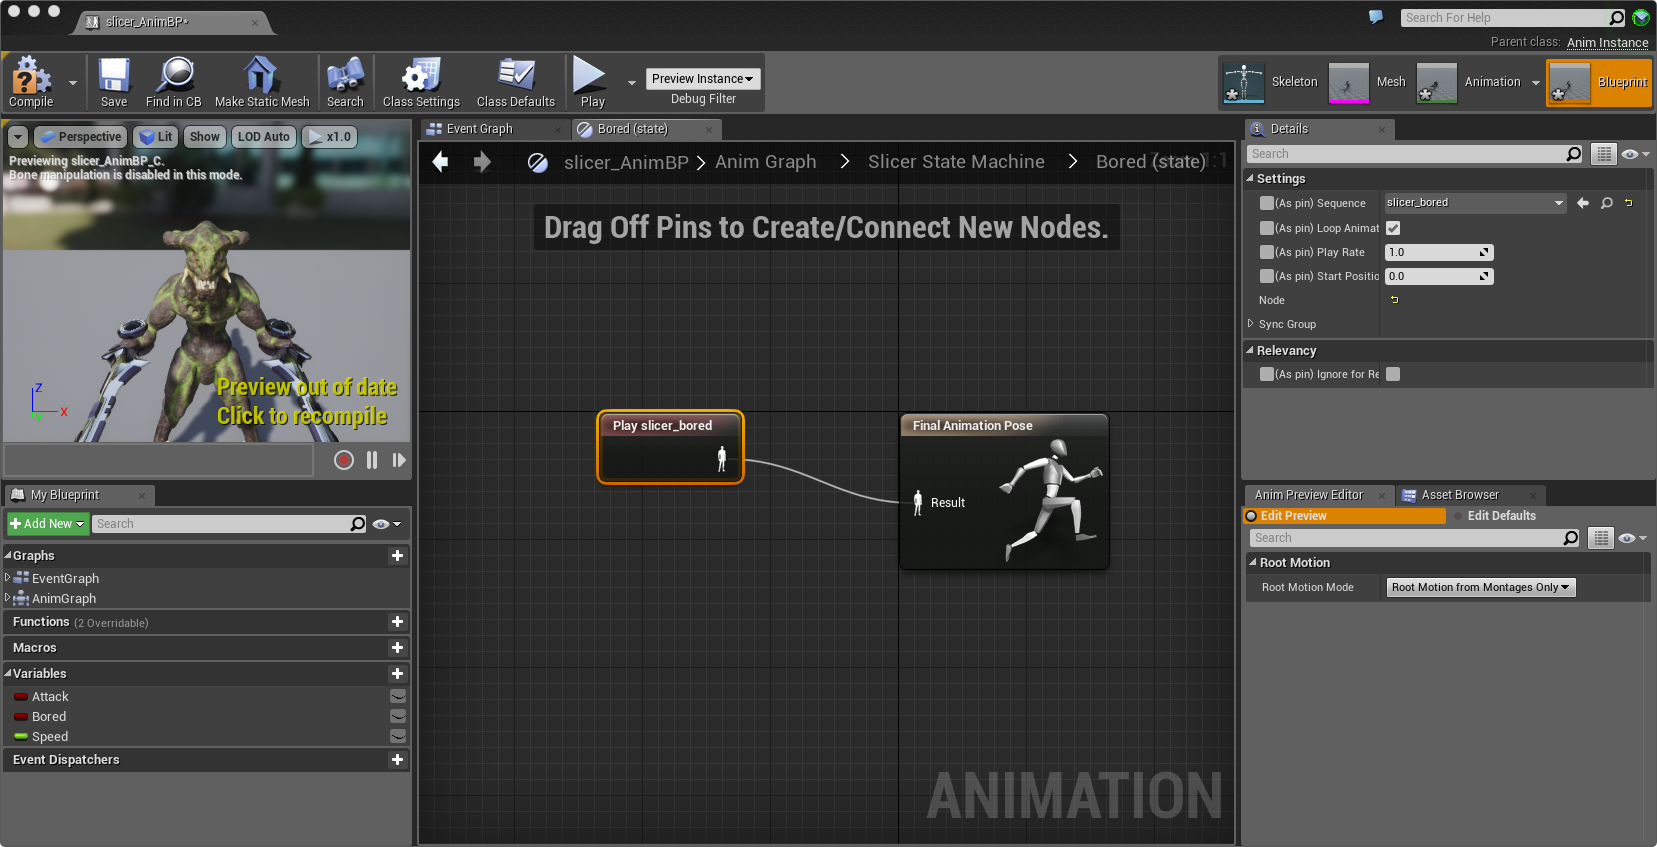 slicer_AnimBP*
Search For Help
Parent class: Anim Instance
Compile
Save
Find in CB
Make Static Mesh
Search
Class Settings
Class Defaults
Play
Preview Instance
Debug Filter
Skeleton
Mesh
Animation
Blueprint
Perspective
Lit
Show
LOD Auto
x1.0
Previewing slicer_AnimBP_C.
Bone manipulation is disabled in this mode.
Z
X
Y
Preview out of date
Click to recompile
My Blueprint
Add New
Search
Graphs
EventGraph
AnimGraph
Functions (2 Overridable)
Macros
Variables
Attack
Bored
Speed
Event Dispatchers
Event Graph
Bored (state)
slicer_AnimBP > Anim Graph > Slicer State Machine > Bored (state)
Drag Off Pins to Create/Connect New Nodes.
Play slicer_bored
Final Animation Pose
Result
ANIMATION
Details
Search
Settings
(As pin) Sequence
slicer_bored
(As pin) Loop Animat
(As pin) Play Rate
1.0
(As pin) Start Positio
0.0
Node
Sync Group
Relevancy
(As pin) Ignore for Re
Anim Preview Editor
Asset Browser
Edit Preview
Edit Defaults
Search
Root Motion
Root Motion Mode
Root Motion from Montages Only